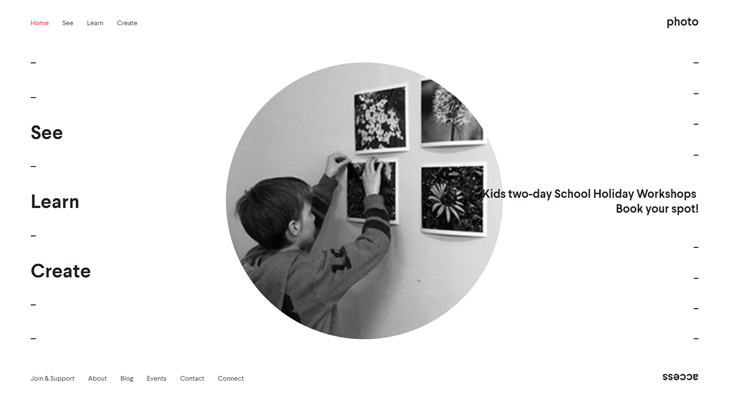 Home See Learn Create
photo
See
Learn
Create
Kids two-day School Holiday Workshops
Book your spot!
Join & Support About Blog Events Contact Connect
access